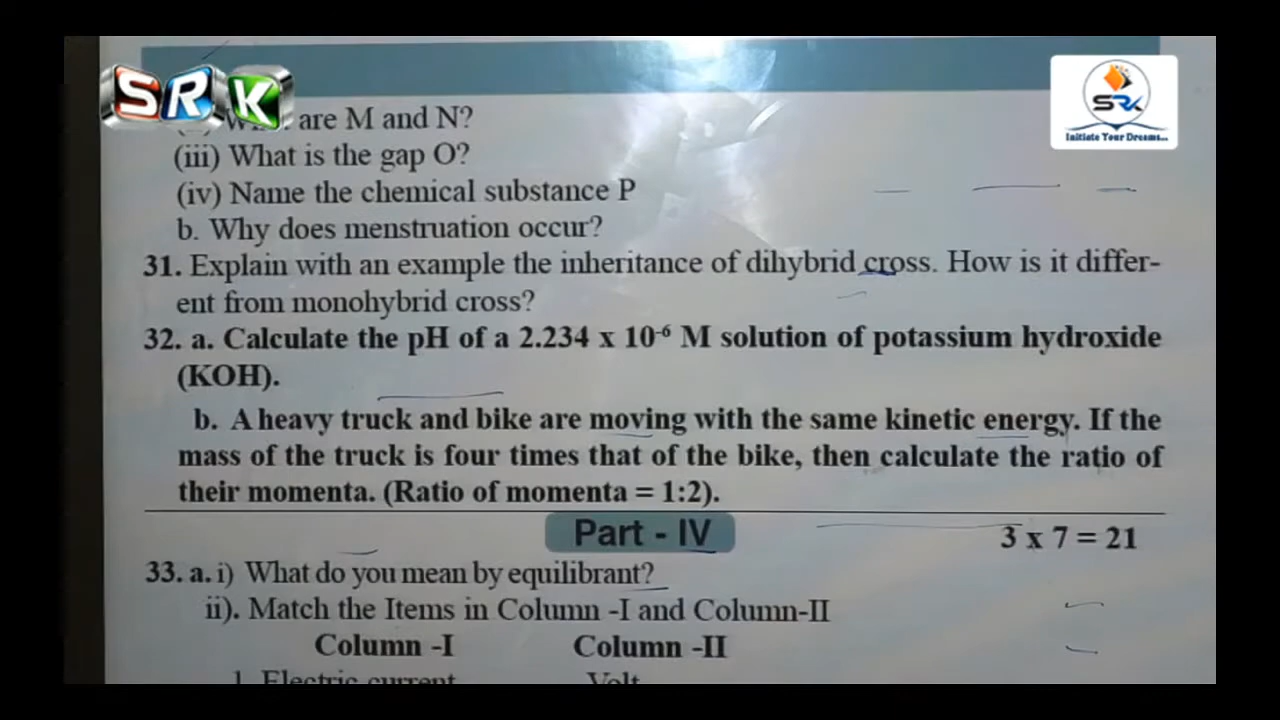 SRK
SRK
Initiate Your Dreams...
are M and N?
(iii) What is the gap O?
(iv) Name the chemical substance P
b. Why does menstruation occur?
31. Explain with an example the inheritance of dihybrid cross. How is it differ-
ent from monohybrid cross?
32. a. Calculate the pH of a 2.234 x 10⁻⁶ M solution of potassium hydroxide
(KOH).
b. A heavy truck and bike are moving with the same kinetic energy. If the
mass of the truck is four times that of the bike, then calculate the ratio of
their momenta. (Ratio of momenta = 1:2).
Part - IV 3 x 7 = 21
33. a. i) What do you mean by equilibrant?
ii). Match the Items in Column -I and Column-II
Column -I Column -II
1. Electric current Volt